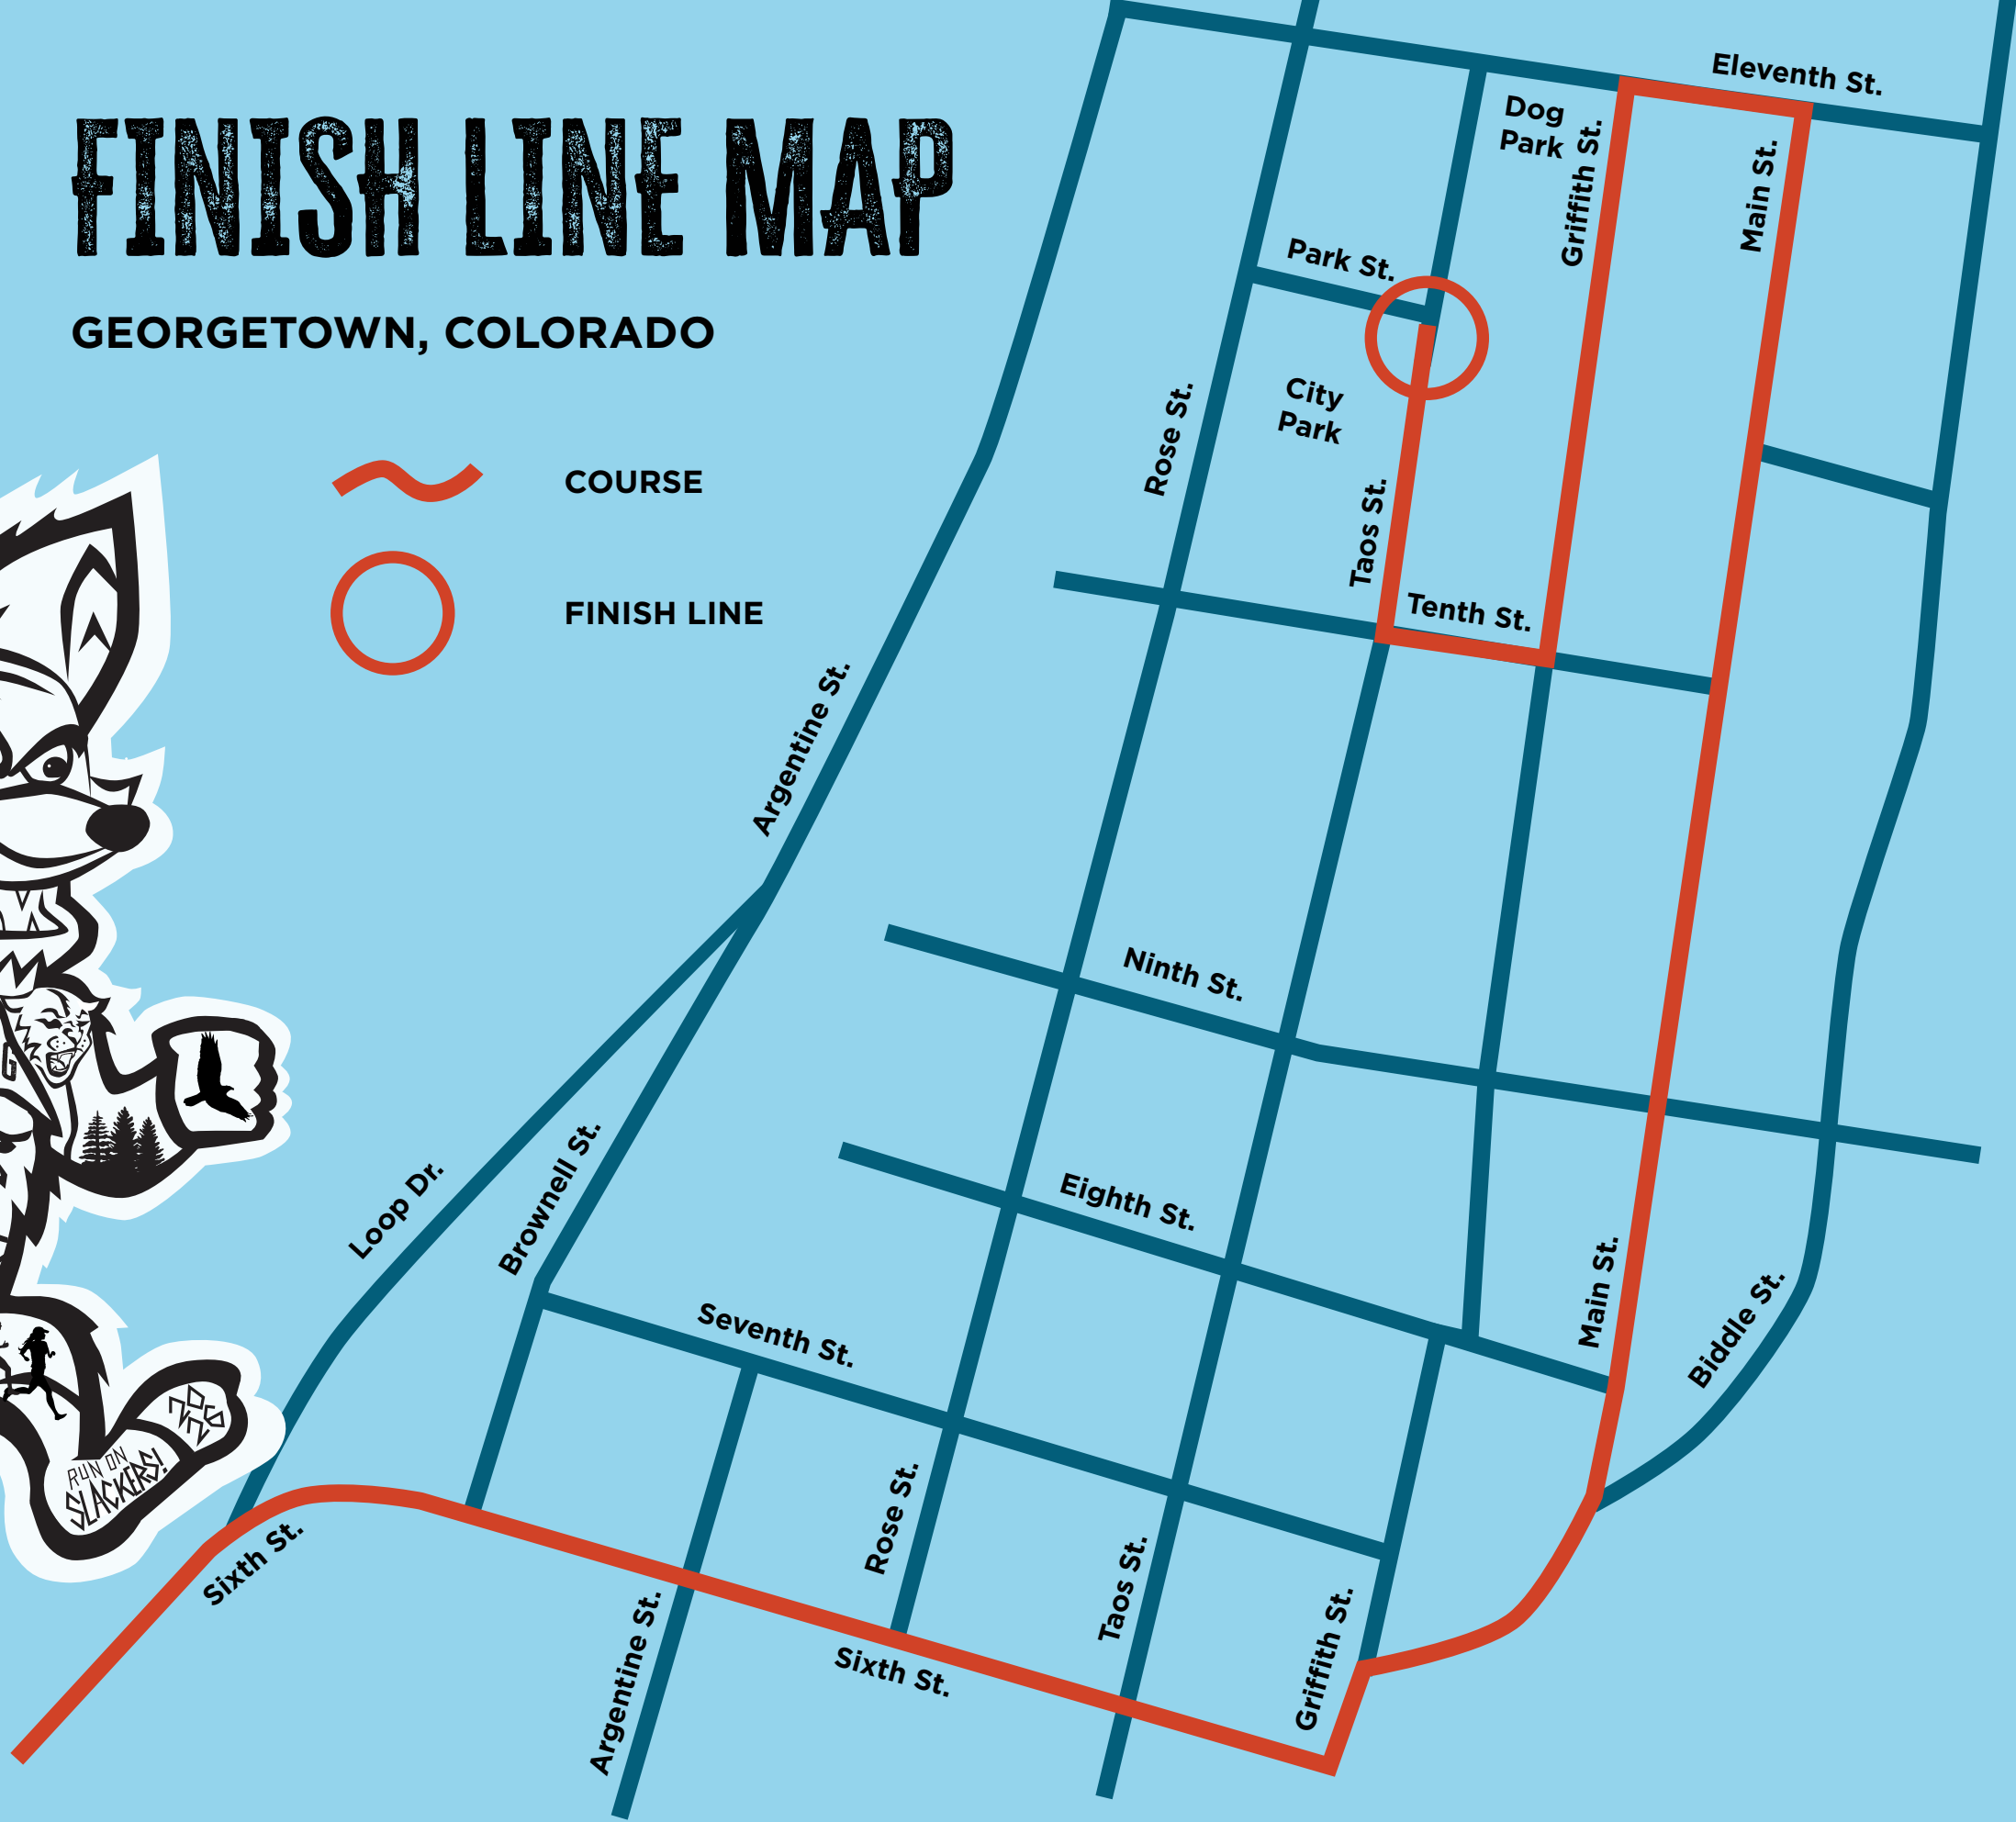 FINISH LINE MAP
GEORGETOWN, COLORADO
COURSE
FINISH LINE
Eleventh St.
Dog
Park
Griffith St.
Main St.
Park St.
City
Park
Rose St.
Taos St.
Tenth St.
Argentine St.
Ninth St.
Eighth St.
Loop Dr.
Brownell St.
Main St.
Biddle St.
Seventh St.
RUN ON
SLACKERS!
Sixth St.
Rose St.
Taos St.
Griffith St.
Argentine St.
Sixth St.